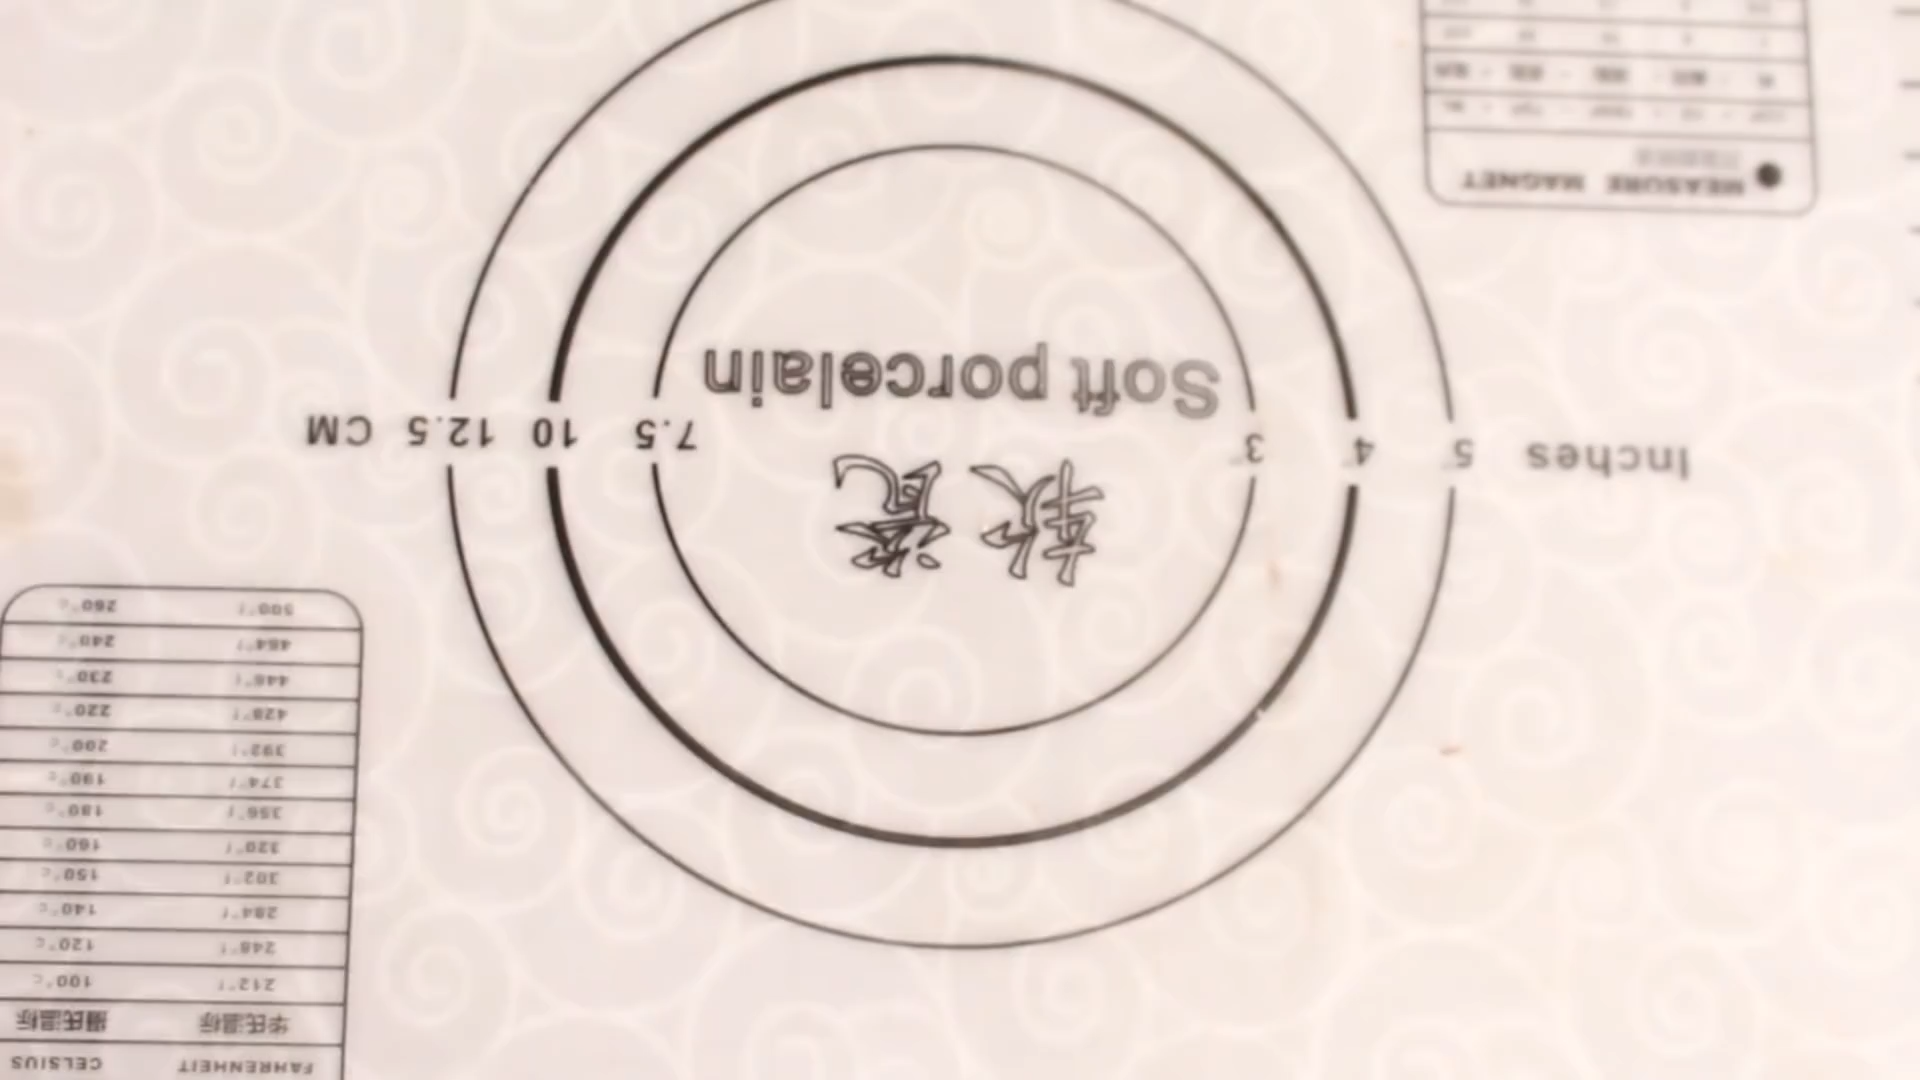 FAHRENHEIT CELSIUS
华氏温标 摄氏温标
212°f 100°c
248°f 120°c
284°f 140°c
302°f 150°c
320°f 160°c
356°f 180°c
374°f 190°c
392°f 200°c
428°f 220°c
446°f 230°c
464°f 240°c
500°f 260°c
软瓷
Inches 5" 4" 3" 7.5 10 12.5 CM
Soft porcelain
MEASURE MAGNET